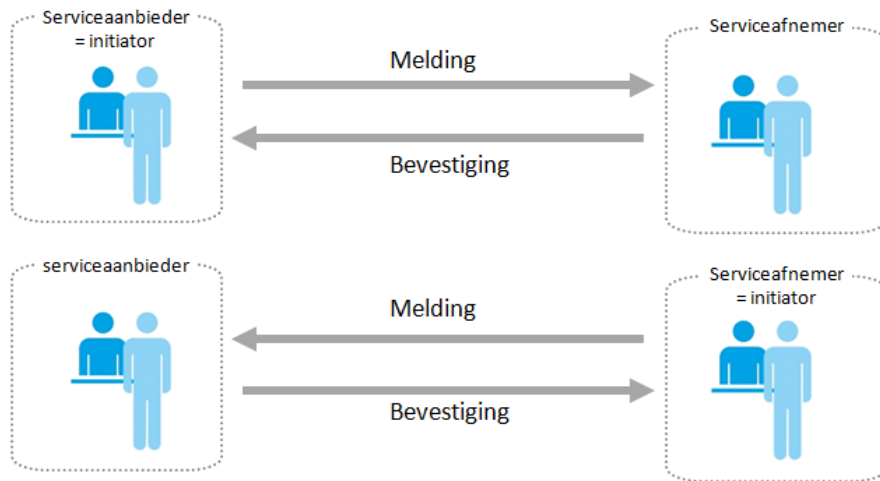 Serviceaanbieder
= initiator
Melding
Serviceafnemer
Bevestiging
serviceaanbieder
Melding
Serviceafnemer
= initiator
Bevestiging